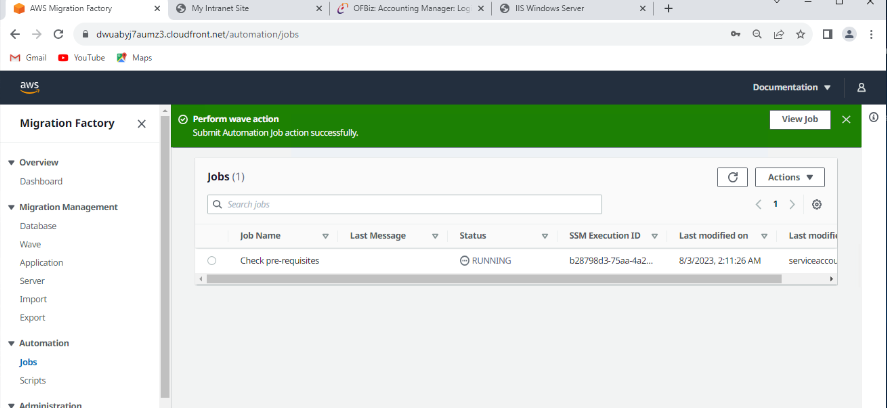 AWS Migration Factory
My Intranet Site
OFBiz: Accounting Manager: Log
IIS Windows Server
dwuabyj7aumz3.cloudfront.net/automation/jobs
Gmail
YouTube
Maps
aws
Documentation
Migration Factory
Perform wave action
Submit Automation Job action successfully.
View Job
Overview
Dashboard
Migration Management
Database
Wave
Application
Server
Import
Export
Automation
Jobs
Scripts
Administration
Jobs (1)
Actions
Search jobs
1
Job Name
Last Message
Status
SSM Execution ID
Last modified on
Last modifi
Check pre-requisites
RUNNING
b28798d3-75aa-4a2...
8/3/2023, 2:11:26 AM
serviceaccou